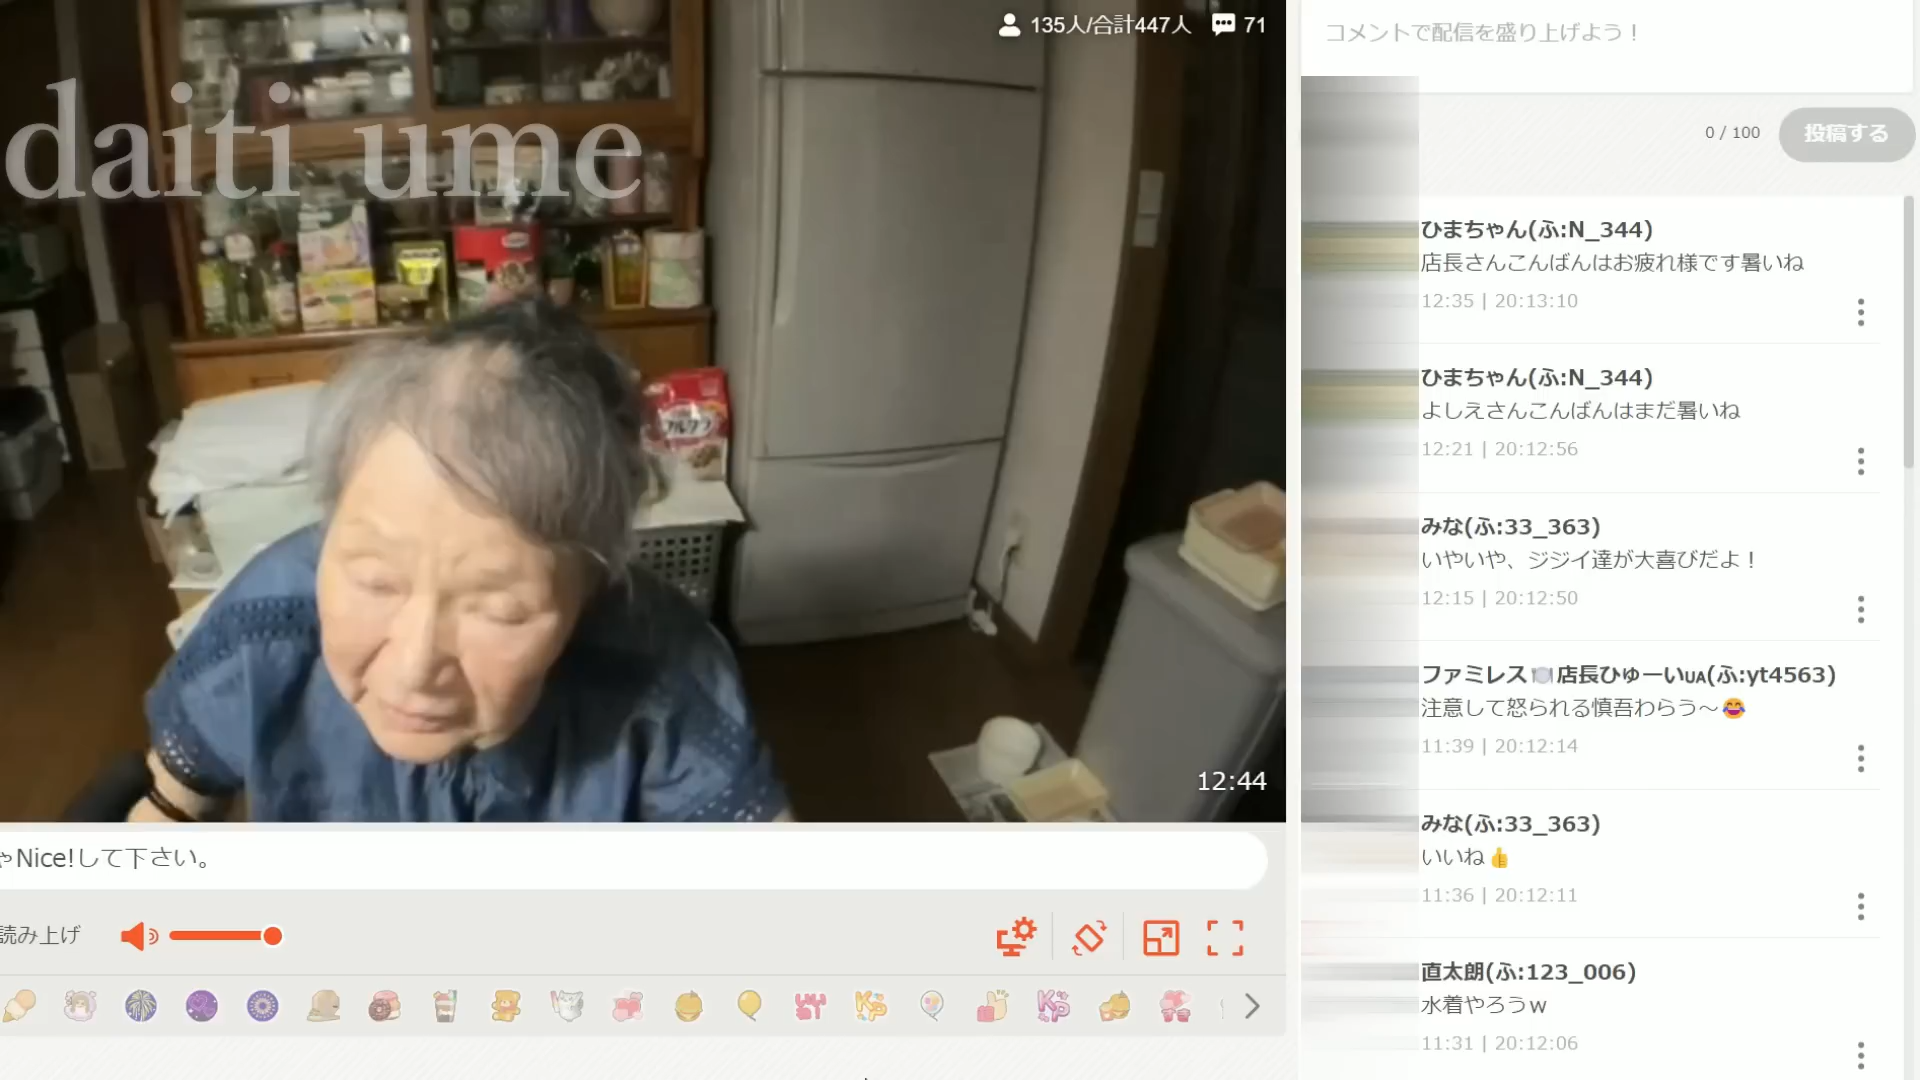 135人/合計447人 71
daiti ume
フルグラ
12:44
ゃNice!して下さい。
読み上げ
コメントで配信を盛り上げよう！
0 / 100 投稿する
ひまちゃん(ふ:N_344)
店長さんこんばんはお疲れ様です暑いね
12:35 | 20:13:10
ひまちゃん(ふ:N_344)
よしえさんこんばんはまだ暑いね
12:21 | 20:12:56
みな(ふ:33_363)
いやいや、ジジイ達が大喜びだよ！
12:15 | 20:12:50
ファミレス🍽店長ひゅーいUA(ふ:yt4563)
注意して怒られる慎吾わらう〜😂
11:39 | 20:12:14
みな(ふ:33_363)
いいね👍
11:36 | 20:12:11
直太朗(ふ:123_006)
水着やろうｗ
11:31 | 20:12:06